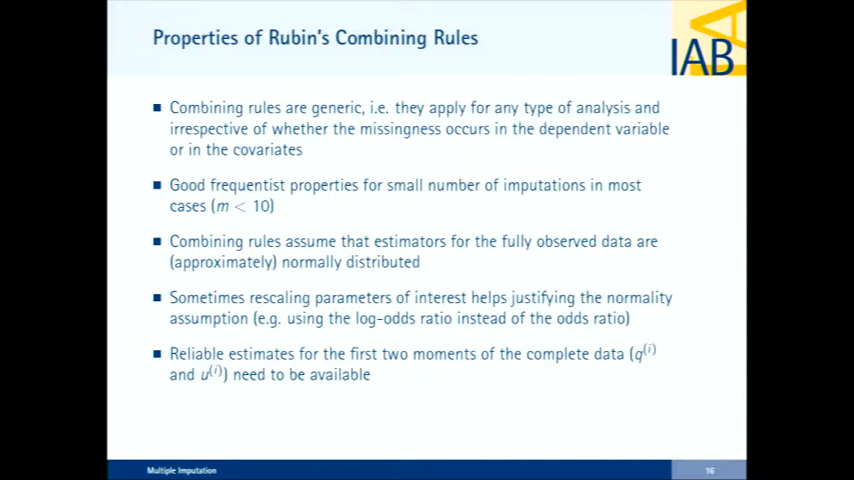 Properties of Rubin's Combining Rules
IAB
■ Combining rules are generic, i.e. they apply for any type of analysis and
irrespective of whether the missingness occurs in the dependent variable
or in the covariates
■ Good frequentist properties for small number of imputations in most
cases (m < 10)
■ Combining rules assume that estimators for the fully observed data are
(approximately) normally distributed
■ Sometimes rescaling parameters of interest helps justifying the normality
assumption (e.g. using the log-odds ratio instead of the odds ratio)
■ Reliable estimates for the first two moments of the complete data (q^(i)
and u^(i)) need to be available
Multiple Imputation
16